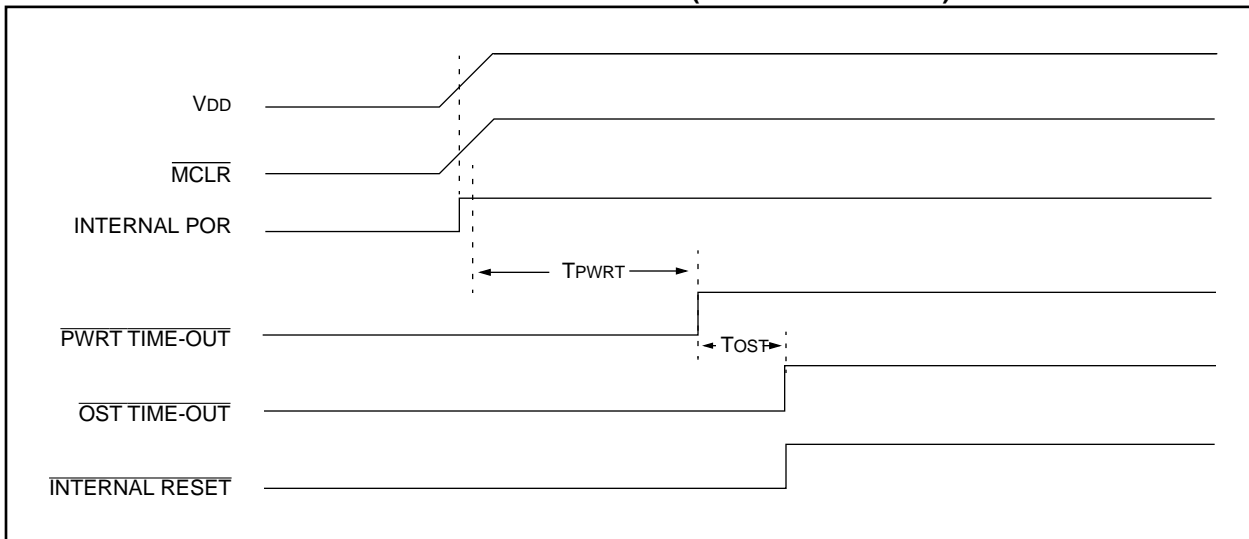 VDD
MCLR
INTERNAL POR
TPWRT
PWRT TIME-OUT
TOST
OST TIME-OUT
INTERNAL RESET